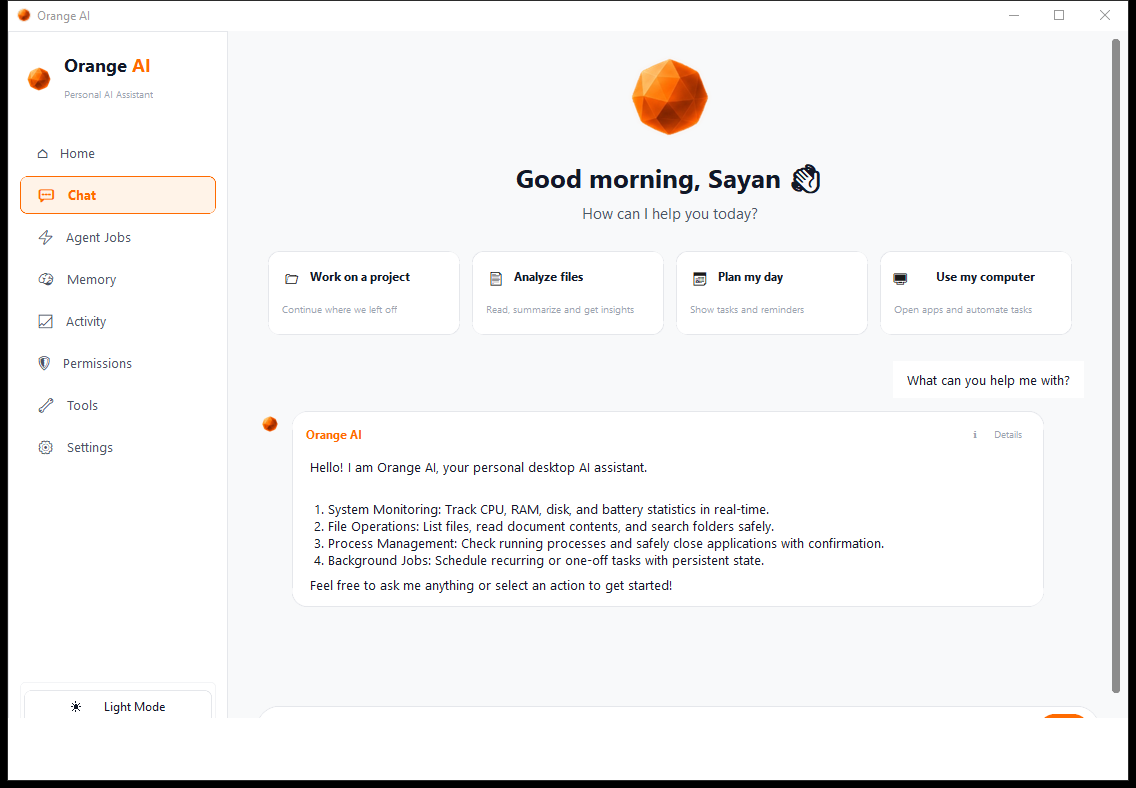 Orange AI
Orange AI
Personal AI Assistant
Home
Chat
Agent Jobs
Memory
Activity
Permissions
Tools
Settings
Light Mode
Good morning, Sayan
How can I help you today?
Work on a project
Continue where we left off
Analyze files
Read, summarize and get insights
Plan my day
Show tasks and reminders
Use my computer
Open apps and automate tasks
What can you help me with?
Orange AI
i Details
Hello! I am Orange AI, your personal desktop AI assistant.
1. System Monitoring: Track CPU, RAM, disk, and battery statistics in real-time.
2. File Operations: List files, read document contents, and search folders safely.
3. Process Management: Check running processes and safely close applications with confirmation.
4. Background Jobs: Schedule recurring or one-off tasks with persistent state.
Feel free to ask me anything or select an action to get started!